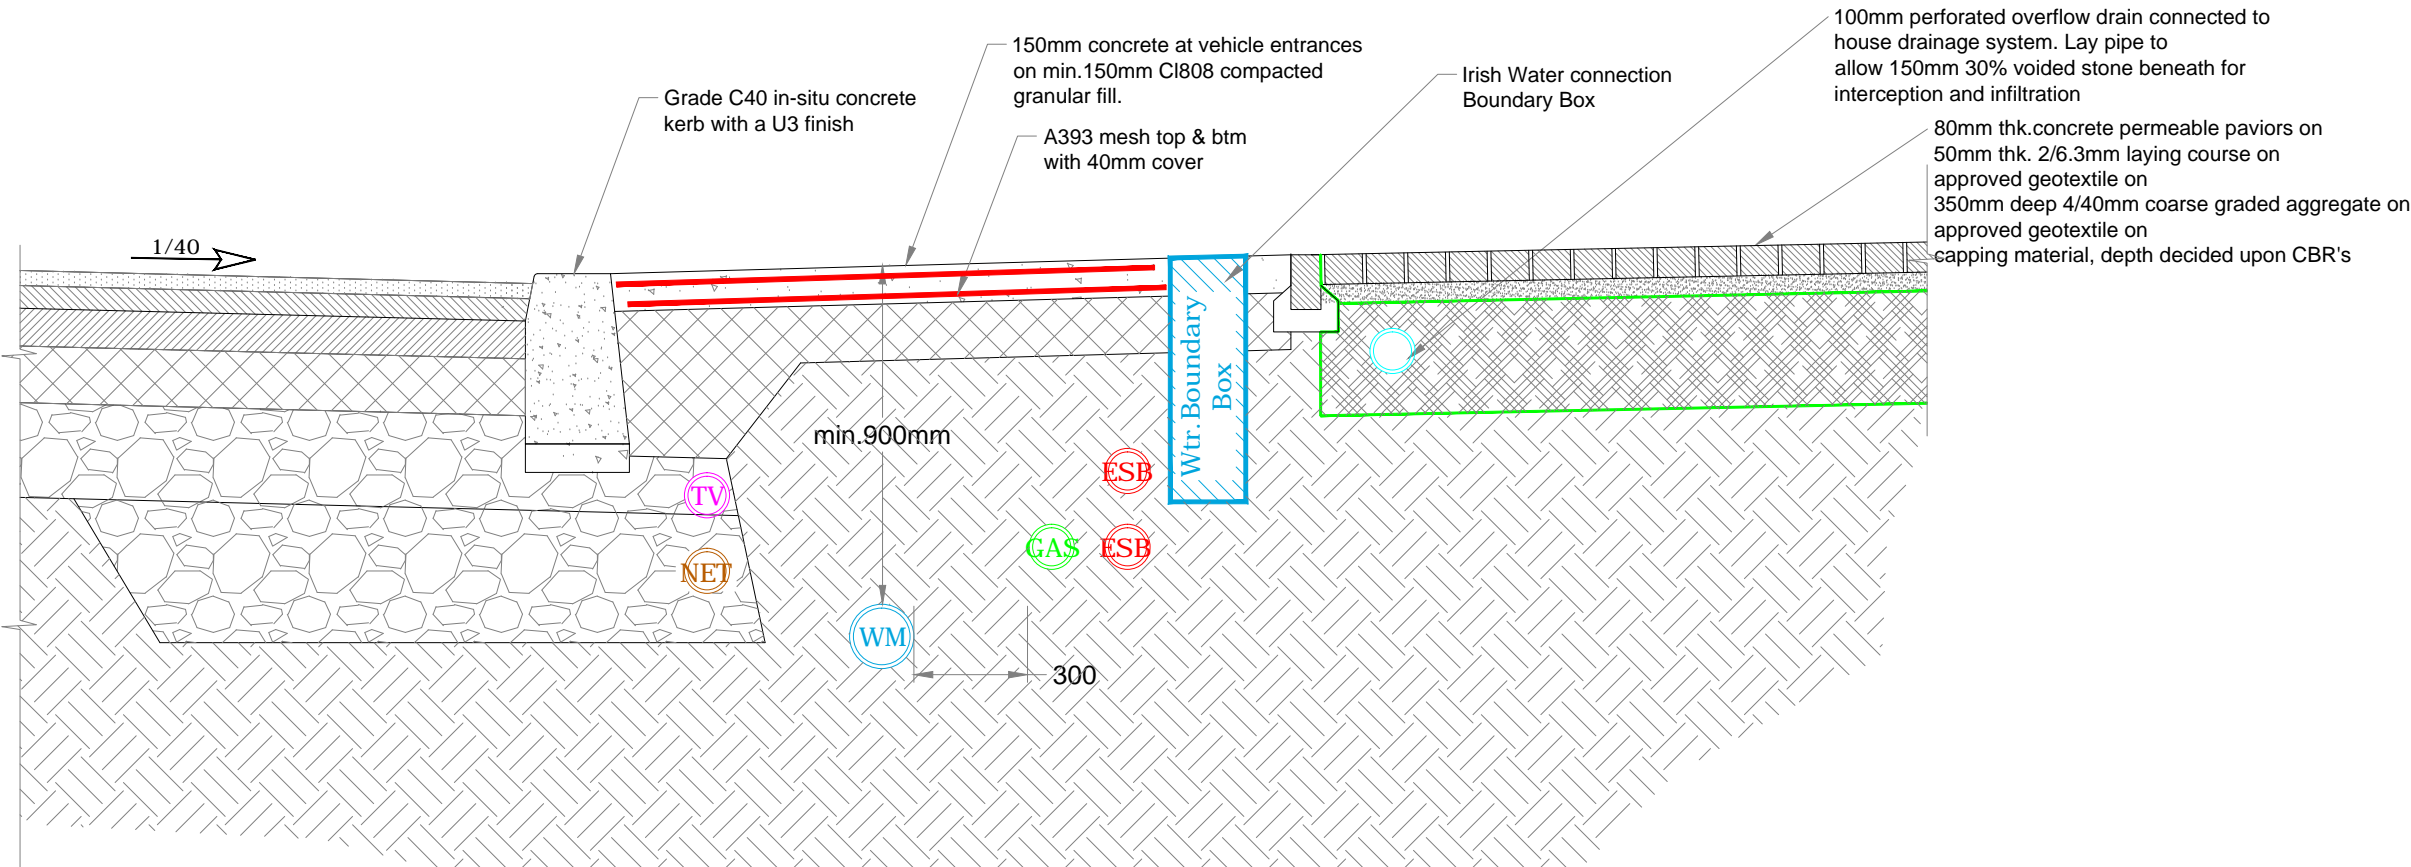 100mm perforated overflow drain connected to
house drainage system. Lay pipe to
allow 150mm 30% voided stone beneath for
interception and infiltration
150mm concrete at vehicle entrances
on min.150mm Cl808 compacted
granular fill.
Irish Water connection
Boundary Box
Grade C40 in-situ concrete
kerb with a U3 finish
A393 mesh top & btm
with 40mm cover
80mm thk.concrete permeable paviors on
50mm thk. 2/6.3mm laying course on
approved geotextile on
350mm deep 4/40mm coarse graded aggregate on
approved geotextile on
capping material, depth decided upon CBR's
1/40
Wtr. Boundary
Box
min.900mm
ESB
TV
GAS
ESB
NET
WM
300